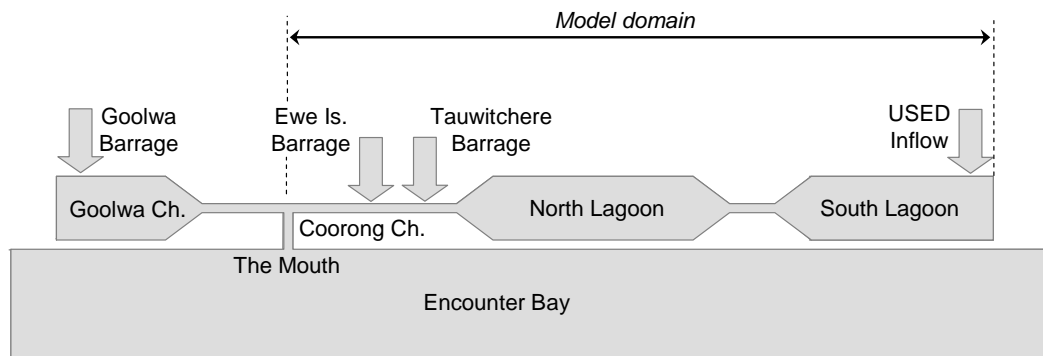 Model domain
Goolwa
Barrage
Ewe Is.
Barrage
Tauwitchere
Barrage
USED
Inflow
Goolwa Ch.
Coorong Ch.
North Lagoon
South Lagoon
The Mouth
Encounter Bay